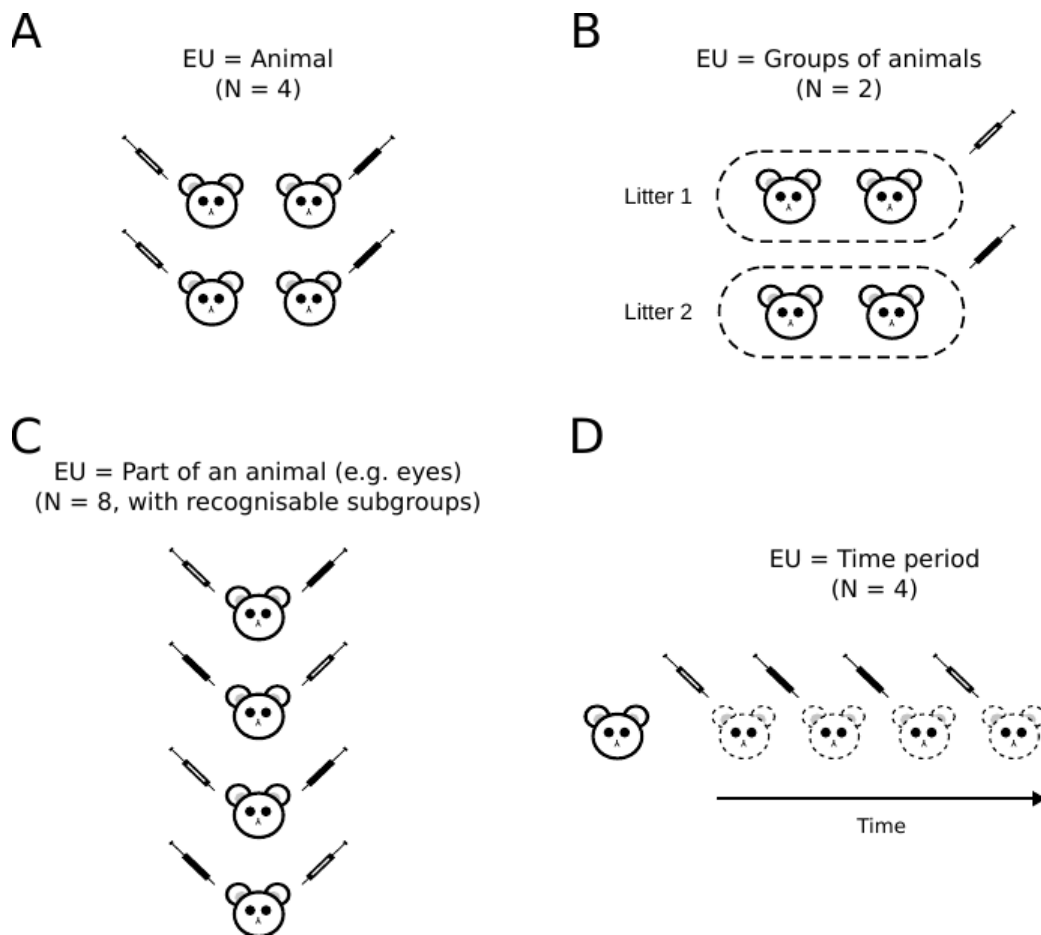 A
EU = Animal
(N = 4)
B
EU = Groups of animals
(N = 2)
Litter 1
Litter 2
C
EU = Part of an animal (e.g. eyes)
(N = 8, with recognisable subgroups)
D
EU = Time period
(N = 4)
Time